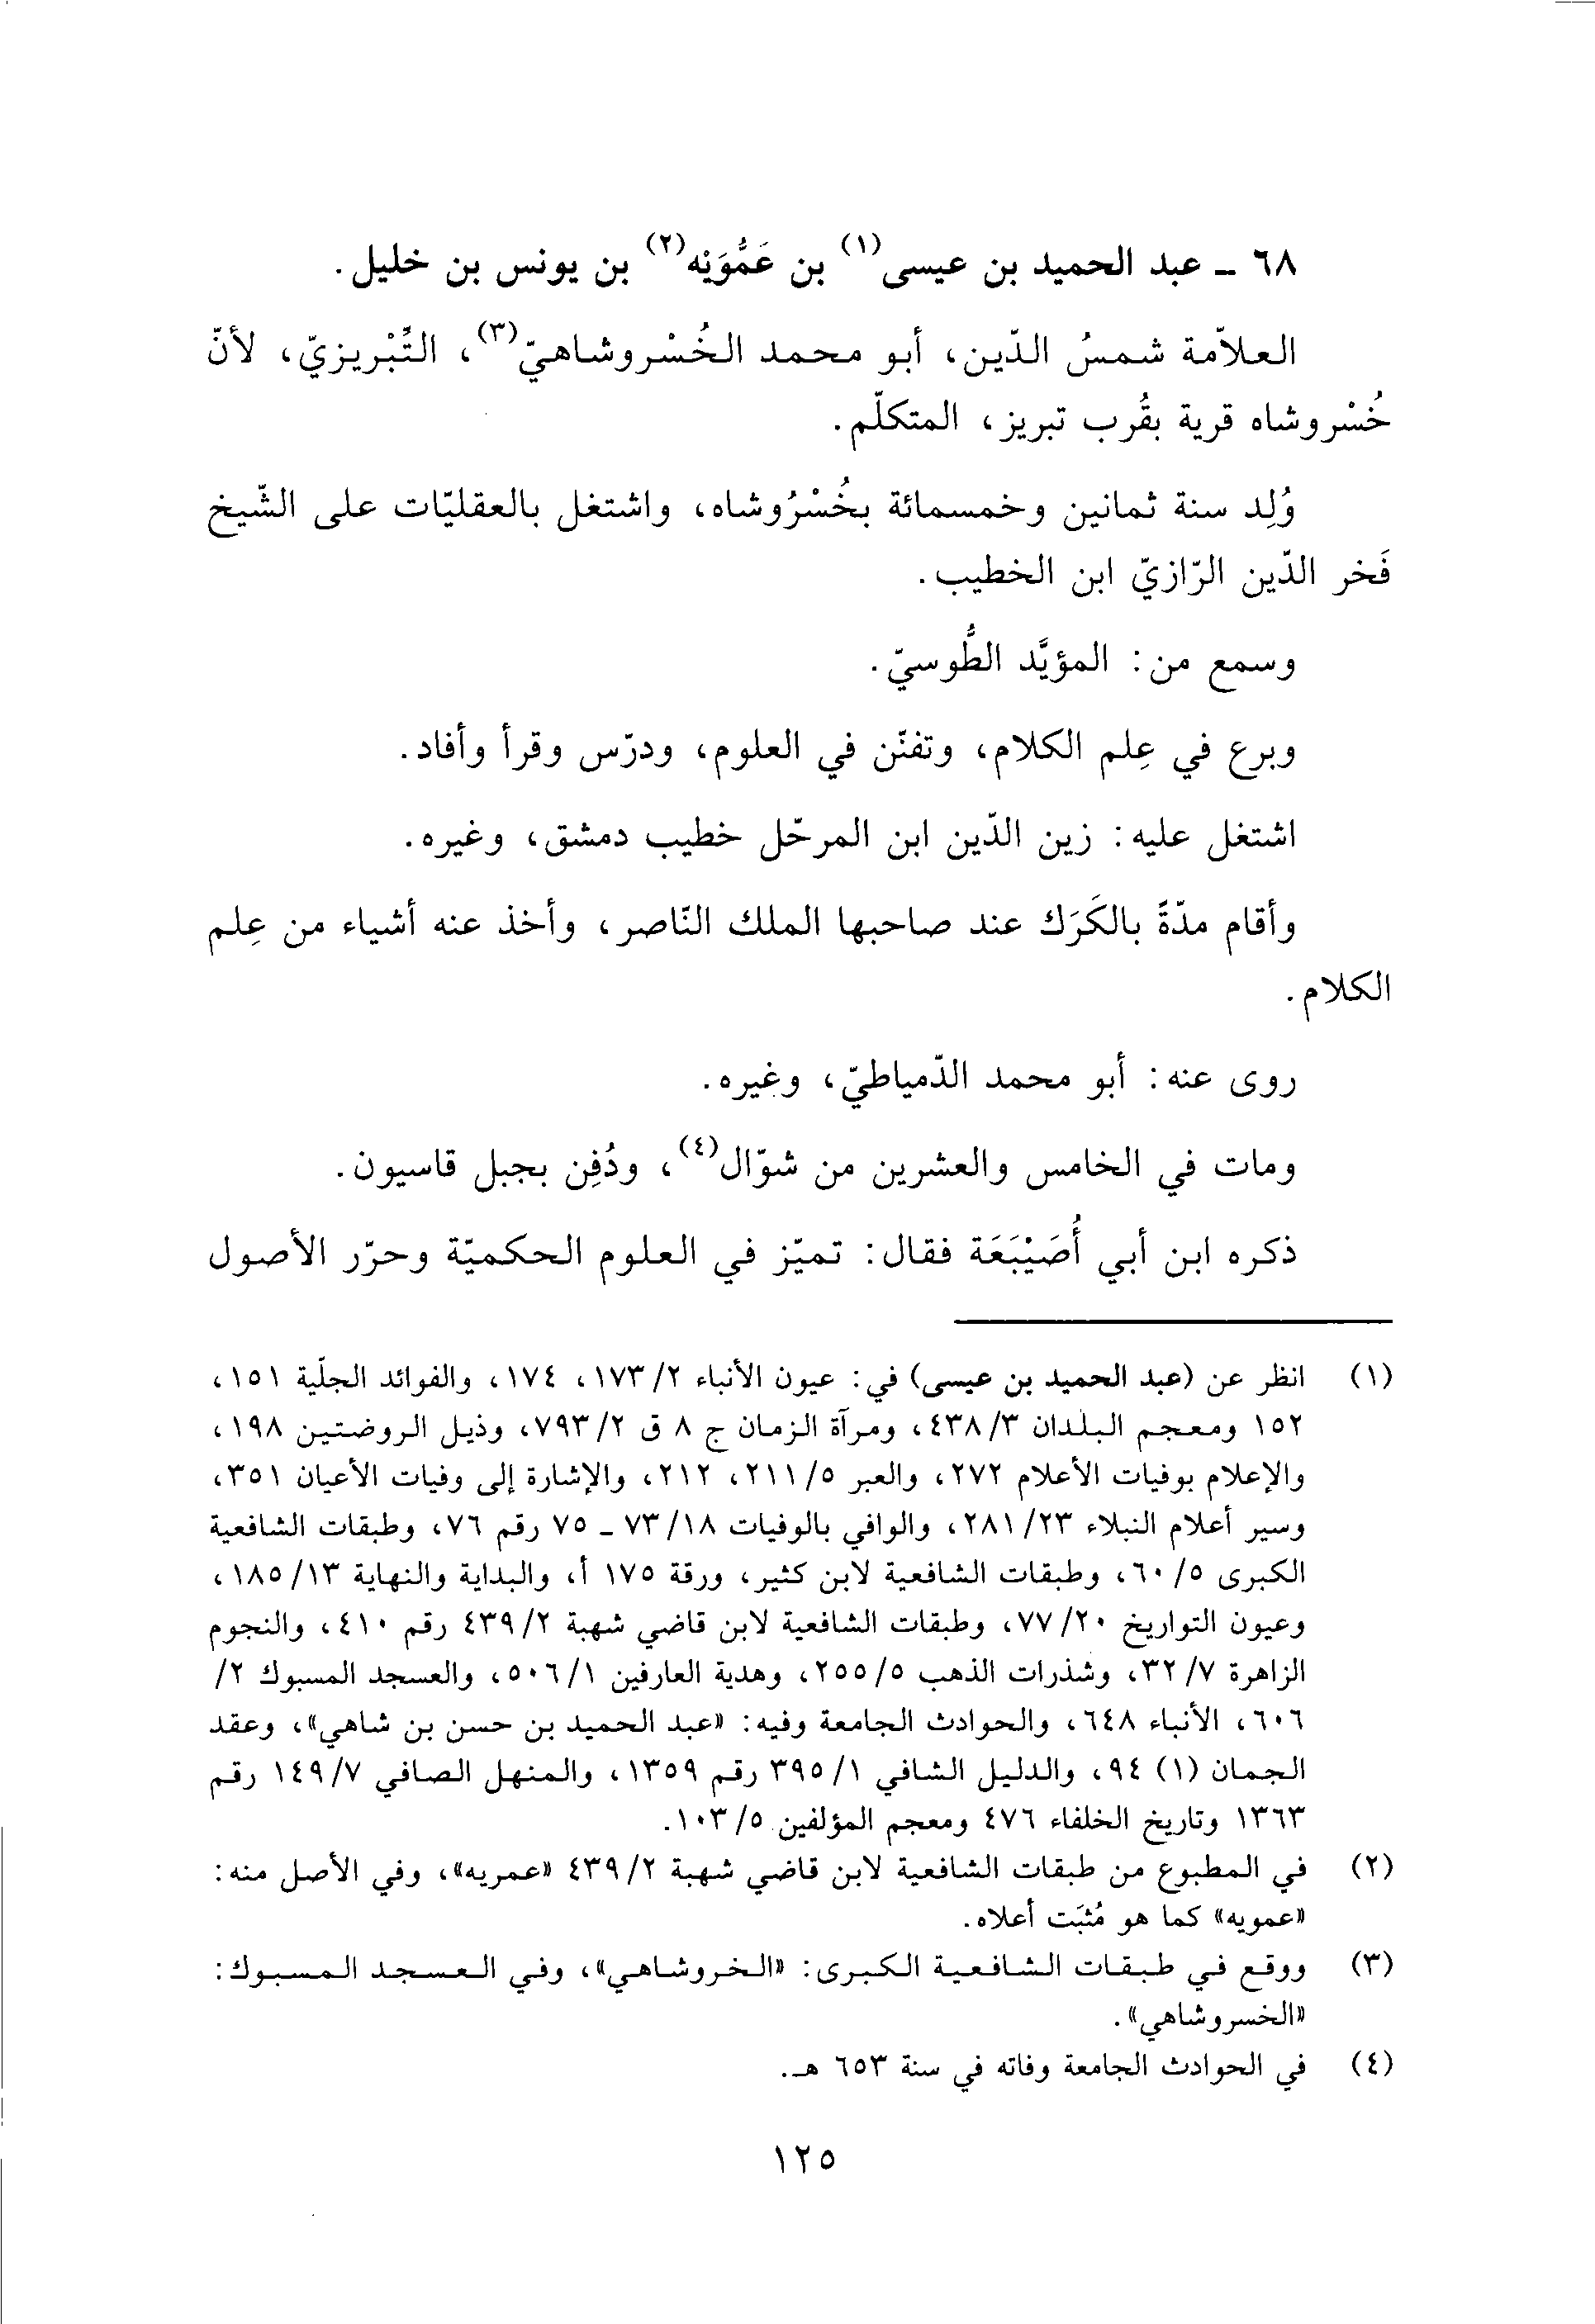 ٦٨ ـ عبد الحميد بن عيسى(١) بن عَمُّوَيْه(٢) بن يونس بن خليل.
العلاّمة شمسُ الدّين، أبو محمد الخُسْروشاهيّ(٣)، التِّبْريزيّ، لأنّ
خُسْروشاه قرية بقُرب تبريز، المتكلّم.
وُلِد سنة ثمانين وخمسمائة بخُسْرُوشاه، واشتغل بالعقليّات على الشّيخ
فَخر الدّين الرّازيّ ابن الخطيب.
وسمع من: المؤيَّد الطُّوسيّ.
وبرع في عِلم الكلام، وتفنّن في العلوم، ودرّس وقرأ وأفاد.
اشتغل عليه: زين الدّين ابن المرحّل خطيب دمشق، وغيره.
وأقام مدّةً بالكَرَك عند صاحبها الملك النّاصر، وأخذ عنه أشياء من عِلم
الكلام.
روى عنه: أبو محمد الدّمياطيّ، وغيره.
ومات في الخامس والعشرين من شوّال(٤)، ودُفِن بجبل قاسيون.
ذكره ابن أبي أُصَيْبَعَة فقال: تميّز في العلوم الحكميّة وحرّر الأصول
(١) انظر عن (عبد الحميد بن عيسى) في: عيون الأنباء ٢/ ١٧٣، ١٧٤، والفوائد الجلّية ١٥١،
١٥٢ ومعجم البلدان ٣/ ٤٣٨، ومرآة الزمان ج ٨ ق ٢/ ٧٩٣، وذيل الروضتين ١٩٨،
والإعلام بوفيات الأعلام ٢٧٢، والعبر ٥/ ٢١١، ٢١٢، والإشارة إلى وفيات الأعيان ٣٥١،
وسير أعلام النبلاء ٢٣/ ٢٨١، والوافي بالوفيات ١٨/ ٧٣ ـ ٧٥ رقم ٧٦، وطبقات الشافعية
الكبرى ٥/ ٦٠، وطبقات الشافعية لابن كثير، ورقة ١٧٥ أ، والبداية والنهاية ١٣/ ١٨٥،
وعيون التواريخ ٢٠/ ٧٧، وطبقات الشافعية لابن قاضي شهبة ٢/ ٤٣٩ رقم ٤١٠، والنجوم
الزاهرة ٧/ ٣٢، وشذرات الذهب ٥/ ٢٥٥، وهدية العارفين ١/ ٥٠٦، والعسجد المسبوك ٢/
٦٠٦، الأنباء ٦٤٨، والحوادث الجامعة وفيه: «عبد الحميد بن حسن بن شاهي»، وعقد
الجمان (١) ٩٤، والدليل الشافي ١/ ٣٩٥ رقم ١٣٥٩، والمنهل الصافي ٧/ ١٤٩ رقم
١٣٦٣ وتاريخ الخلفاء ٤٧٦ ومعجم المؤلفين ٥/ ١٠٣.
(٢) في المطبوع من طبقات الشافعية لابن قاضي شهبة ٢/ ٤٣٩ «عمريه»، وفي الأصل منه:
«عمويه» كما هو مُثبَت أعلاه.
(٣) ووقع في طبقات الشافعية الكبرى: «الخروشاهي»، وفي العسجد المسبوك:
«الخسروشاهي».
(٤) في الحوادث الجامعة وفاته في سنة ٦٥٣ هـ.
١٢٥